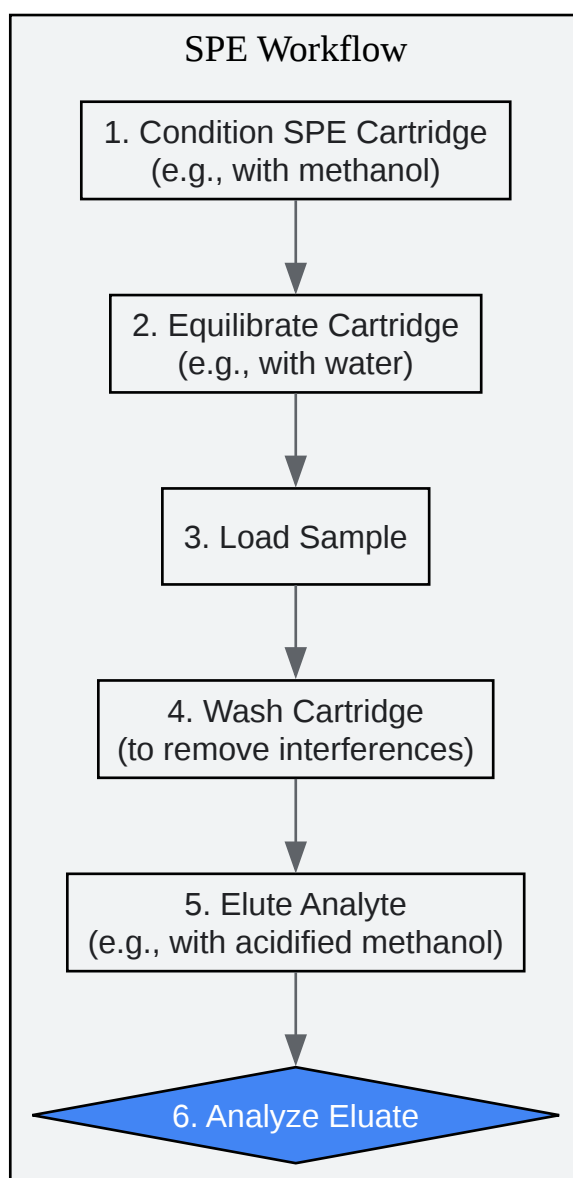 SPE Workflow
1. Condition SPE Cartridge
(e.g., with methanol)
2. Equilibrate Cartridge
(e.g., with water)
3. Load Sample
4. Wash Cartridge
(to remove interferences)
5. Elute Analyte
(e.g., with acidified methanol)
6. Analyze Eluate